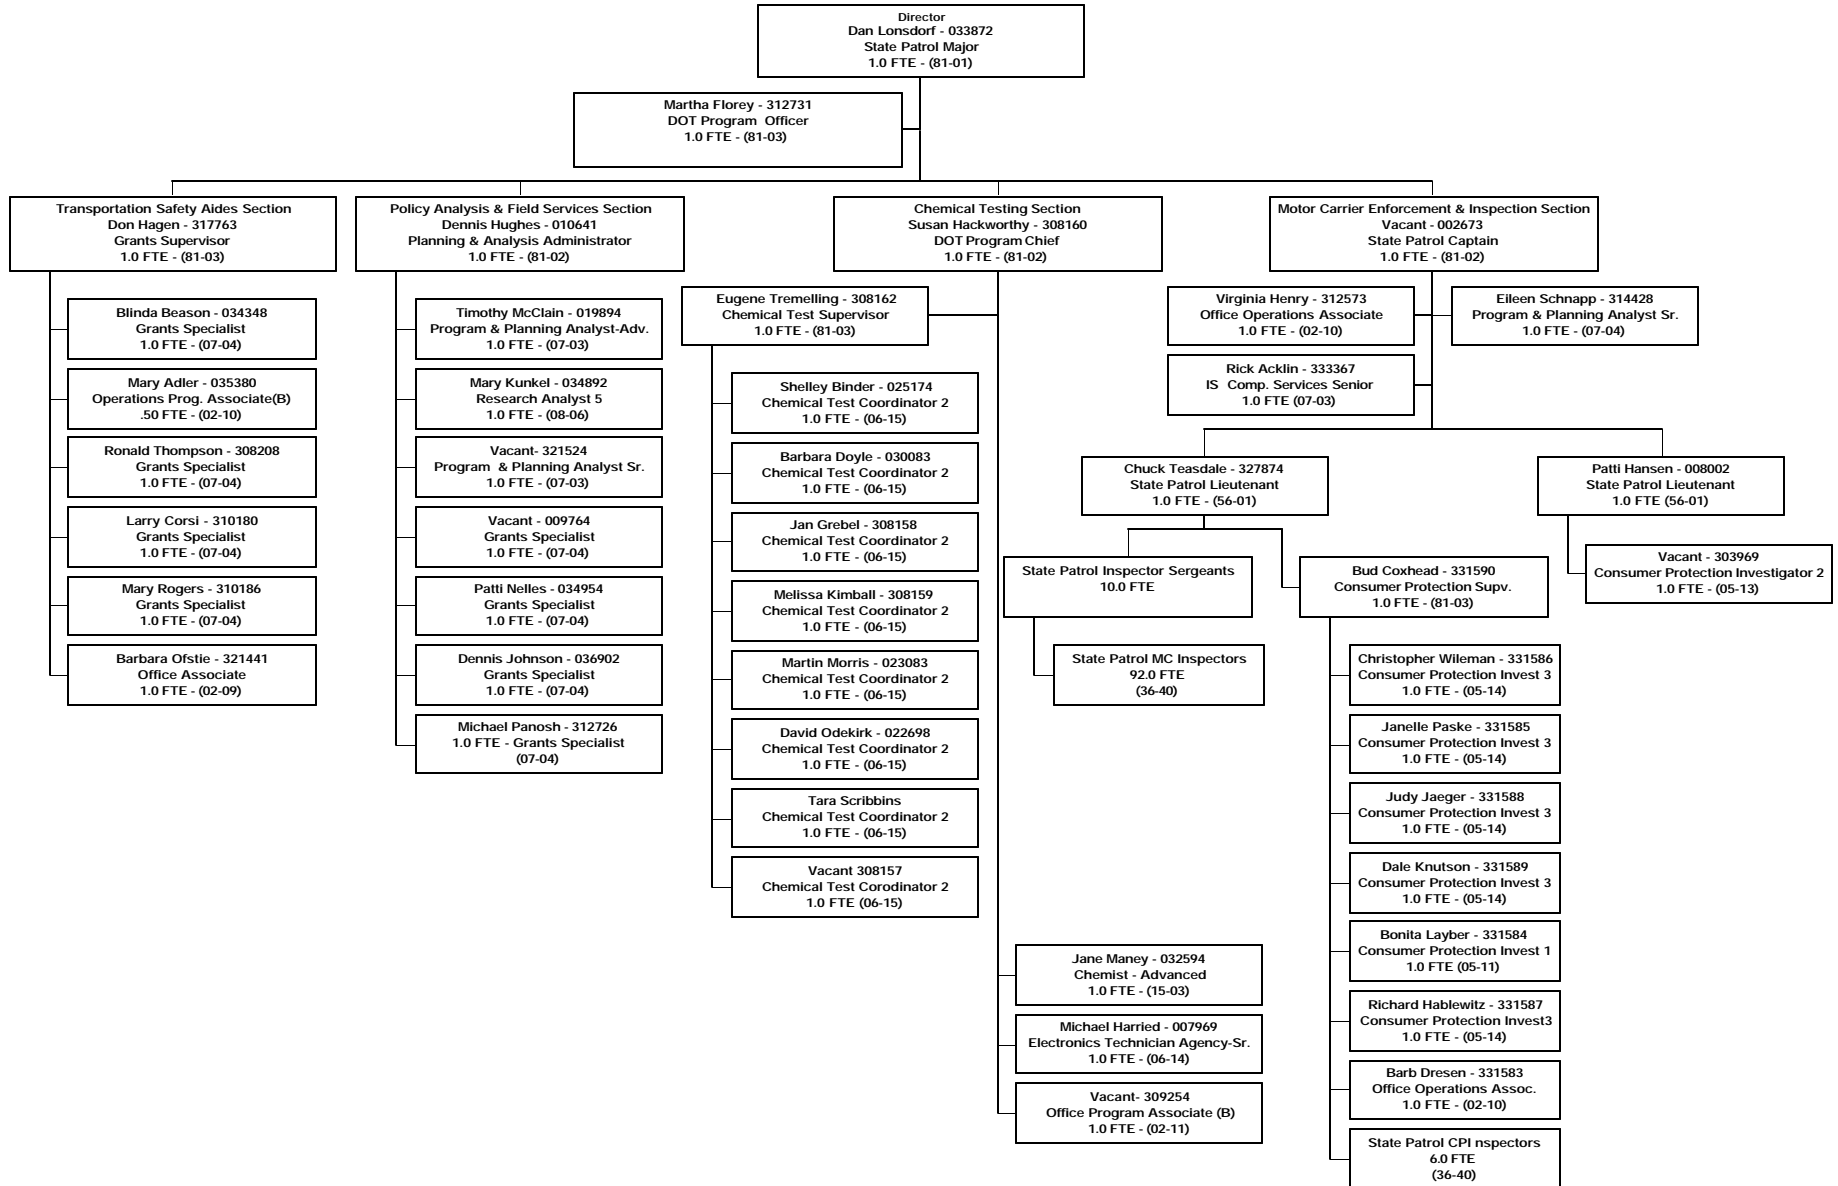 Director
Dan Lonsdorf - 033872
State Patrol Major
1.0 FTE - (81-01)
Martha Florey - 312731
DOT Program Officer
1.0 FTE - (81-03)
Transportation Safety Aides Section
Don Hagen - 317763
Grants Supervisor
1.0 FTE - (81-03)
Blinda Beason - 034348
Grants Specialist
1.0 FTE - (07-04)
Mary Adler - 035380
Operations Prog. Associate(B)
.50 FTE - (02-10)
Ronald Thompson - 308208
Grants Specialist
1.0 FTE - (07-04)
Larry Corsi - 310180
Grants Specialist
1.0 FTE - (07-04)
Mary Rogers - 310186
Grants Specialist
1.0 FTE - (07-04)
Barbara Ofstie - 321441
Office Associate
1.0 FTE - (02-09)
Policy Analysis & Field Services Section
Dennis Hughes - 010641
Planning & Analysis Administrator
1.0 FTE - (81-02)
Timothy McClain - 019894
Program & Planning Analyst-Adv.
1.0 FTE - (07-03)
Mary Kunkel - 034892
Research Analyst 5
1.0 FTE - (08-06)
Vacant- 321524
Program & Planning Analyst Sr.
1.0 FTE - (07-03)
Vacant - 009764
Grants Specialist
1.0 FTE - (07-04)
Patti Nelles - 034954
Grants Specialist
1.0 FTE - (07-04)
Dennis Johnson - 036902
Grants Specialist
1.0 FTE - (07-04)
Michael Panosh - 312726
1.0 FTE - Grants Specialist
(07-04)
Chemical Testing Section
Susan Hackworthy - 308160
DOT Program Chief
1.0 FTE - (81-02)
Eugene Tremelling - 308162
Chemical Test Supervisor
1.0 FTE - (81-03)
Shelley Binder - 025174
Chemical Test Coordinator 2
1.0 FTE - (06-15)
Barbara Doyle - 030083
Chemical Test Coordinator 2
1.0 FTE - (06-15)
Jan Grebel - 308158
Chemical Test Coordinator 2
1.0 FTE - (06-15)
Melissa Kimball - 308159
Chemical Test Coordinator 2
1.0 FTE - (06-15)
Martin Morris - 023083
Chemical Test Coordinator 2
1.0 FTE - (06-15)
David Odekirk - 022698
Chemical Test Coordinator 2
1.0 FTE - (06-15)
Tara Scribbins
Chemical Test Coordinator 2
1.0 FTE - (06-15)
Vacant 308157
Chemical Test Corodinator 2
1.0 FTE (06-15)
Jane Maney - 032594
Chemist - Advanced
1.0 FTE - (15-03)
Michael Harried - 007969
Electronics Technician Agency-Sr.
1.0 FTE - (06-14)
Vacant- 309254
Office Program Associate (B)
1.0 FTE - (02-11)
Motor Carrier Enforcement & Inspection Section
Vacant - 002673
State Patrol Captain
1.0 FTE - (81-02)
Virginia Henry - 312573
Office Operations Associate
1.0 FTE - (02-10)
Eileen Schnapp - 314428
Program & Planning Analyst Sr.
1.0 FTE - (07-04)
Rick Acklin - 333367
IS Comp. Services Senior
1.0 FTE (07-03)
Chuck Teasdale - 327874
State Patrol Lieutenant
1.0 FTE - (56-01)
State Patrol Inspector Sergeants
10.0 FTE
State Patrol MC Inspectors
92.0 FTE
(36-40)
Bud Coxhead - 331590
Consumer Protection Supv.
1.0 FTE - (81-03)
Christopher Wileman - 331586
Consumer Protection Invest 3
1.0 FTE - (05-14)
Janelle Paske - 331585
Consumer Protection Invest 3
1.0 FTE - (05-14)
Judy Jaeger - 331588
Consumer Protection Invest 3
1.0 FTE - (05-14)
Dale Knutson - 331589
Consumer Protection Invest 3
1.0 FTE - (05-14)
Bonita Layber - 331584
Consumer Protection Invest 1
1.0 FTE (05-11)
Richard Hablewitz - 331587
Consumer Protection Invest3
1.0 FTE - (05-14)
Barb Dresen - 331583
Office Operations Assoc.
1.0 FTE - (02-10)
State Patrol CPI nspectors
6.0 FTE
(36-40)
Patti Hansen - 008002
State Patrol Lieutenant
1.0 FTE (56-01)
Vacant - 303969
Consumer Protection Investigator 2
1.0 FTE - (05-13)